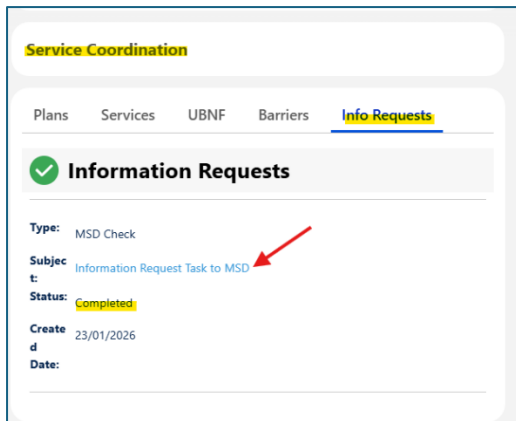 Service Coordination
Plans Services UBNF Barriers Info Requests
Information Requests
Type: MSD Check
Subjec
t: Information Request Task to MSD
Status: Completed
Create
d
Date: 23/01/2026